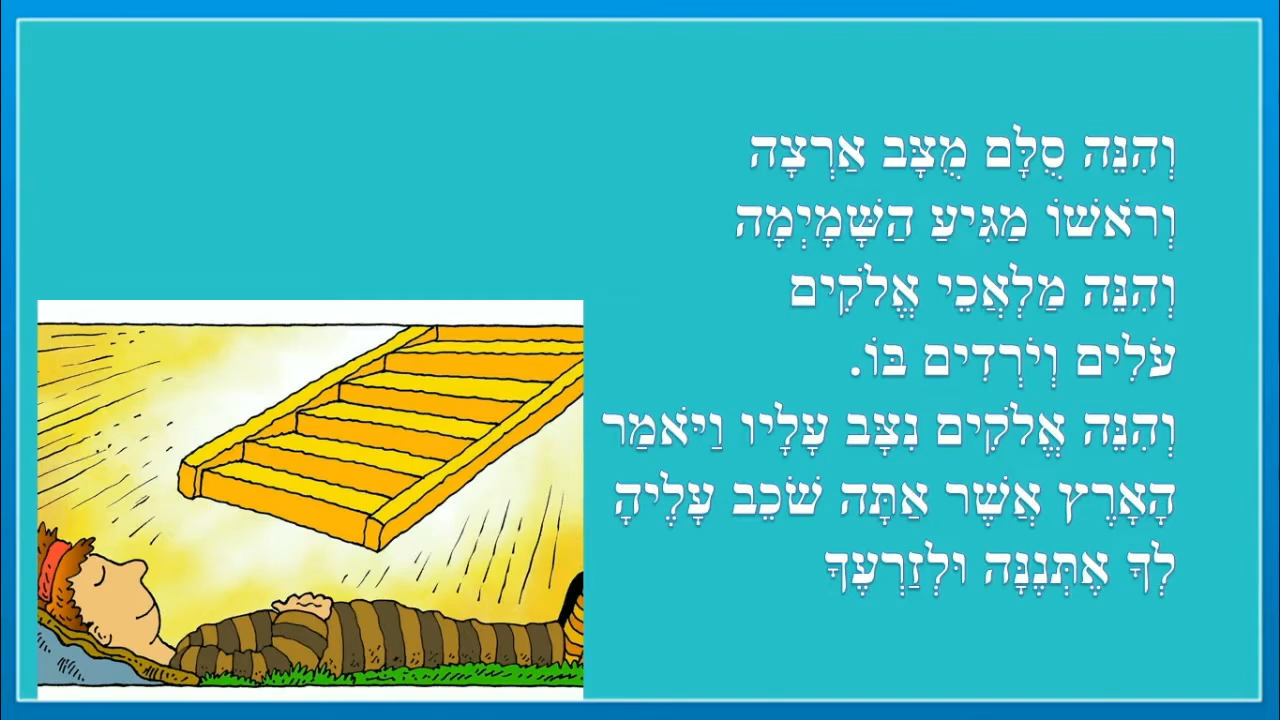 וְהִנֵּה סֻלָּם מֻצָּב אַרְצָה
וְרֹאשׁוֹ מַגִּיעַ הַשָּׁמָיְמָה
וְהִנֵּה מַלְאֲכֵי אֱלֹקִים
עֹלִים וְיֹרְדִים בּוֹ.
וְהִנֵּה אֱלֹקִים נִצָּב עָלָיו וַיֹּאמַר
הָאָרֶץ אֲשֶׁר אַתָּה שֹׁכֵב עָלֶיהָ
לְךָ אֶתְּנֶנָּה וּלְזַרְעֶךָ